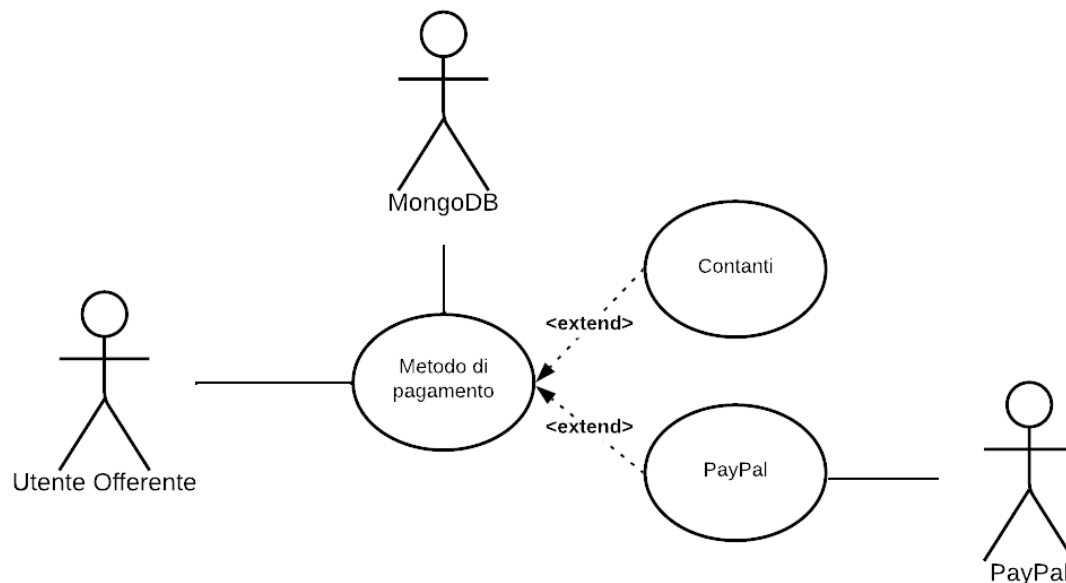 MongoDB
Contanti
<extend>
Metodo di
pagamento
<extend>
PayPal
Utente Offerente
PayPal